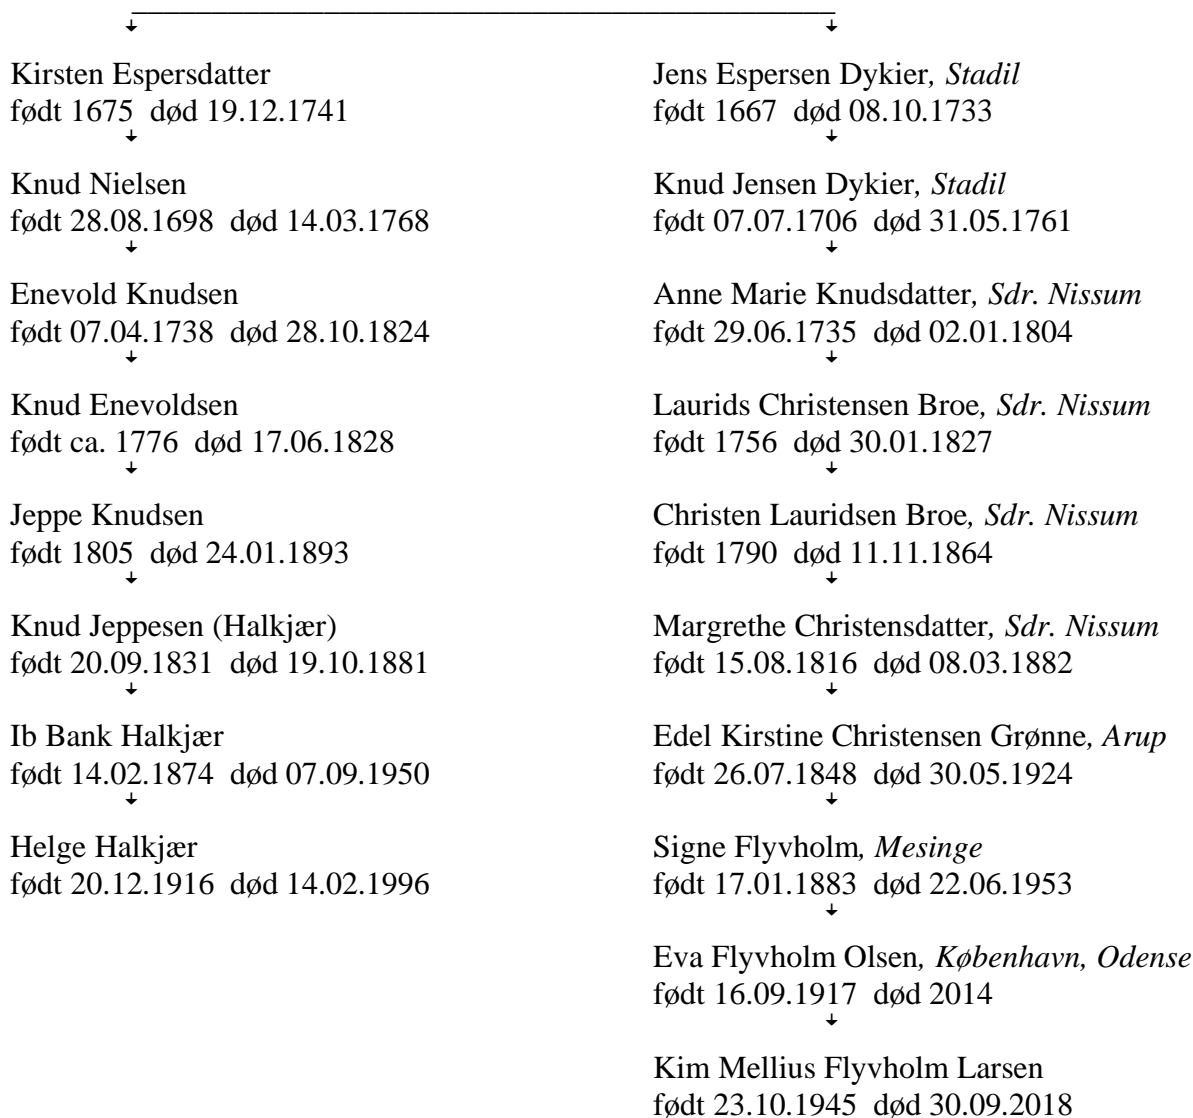 Kirsten Espersdatter
født 1675 død 19.12.1741
Knud Nielsen
født 28.08.1698 død 14.03.1768
Enevold Knudsen
født 07.04.1738 død 28.10.1824
Knud Enevoldsen
født ca. 1776 død 17.06.1828
Jeppe Knudsen
født 1805 død 24.01.1893
Knud Jeppesen (Halkjær)
født 20.09.1831 død 19.10.1881
Ib Bank Halkjær
født 14.02.1874 død 07.09.1950
Helge Halkjær
født 20.12.1916 død 14.02.1996
Jens Espersen Dykier, Stadil
født 1667 død 08.10.1733
Knud Jensen Dykier, Stadil
født 07.07.1706 død 31.05.1761
Anne Marie Knudsdatter, Sdr. Nissum
født 29.06.1735 død 02.01.1804
Laurids Christensen Broe, Sdr. Nissum
født 1756 død 30.01.1827
Christen Lauridsen Broe, Sdr. Nissum
født 1790 død 11.11.1864
Margrethe Christensdatter, Sdr. Nissum
født 15.08.1816 død 08.03.1882
Edel Kirstine Christensen Grønne, Arup
født 26.07.1848 død 30.05.1924
Signe Flyvholm, Mesinge
født 17.01.1883 død 22.06.1953
Eva Flyvholm Olsen, København, Odense
født 16.09.1917 død 2014
Kim Mellius Flyvholm Larsen
født 23.10.1945 død 30.09.2018